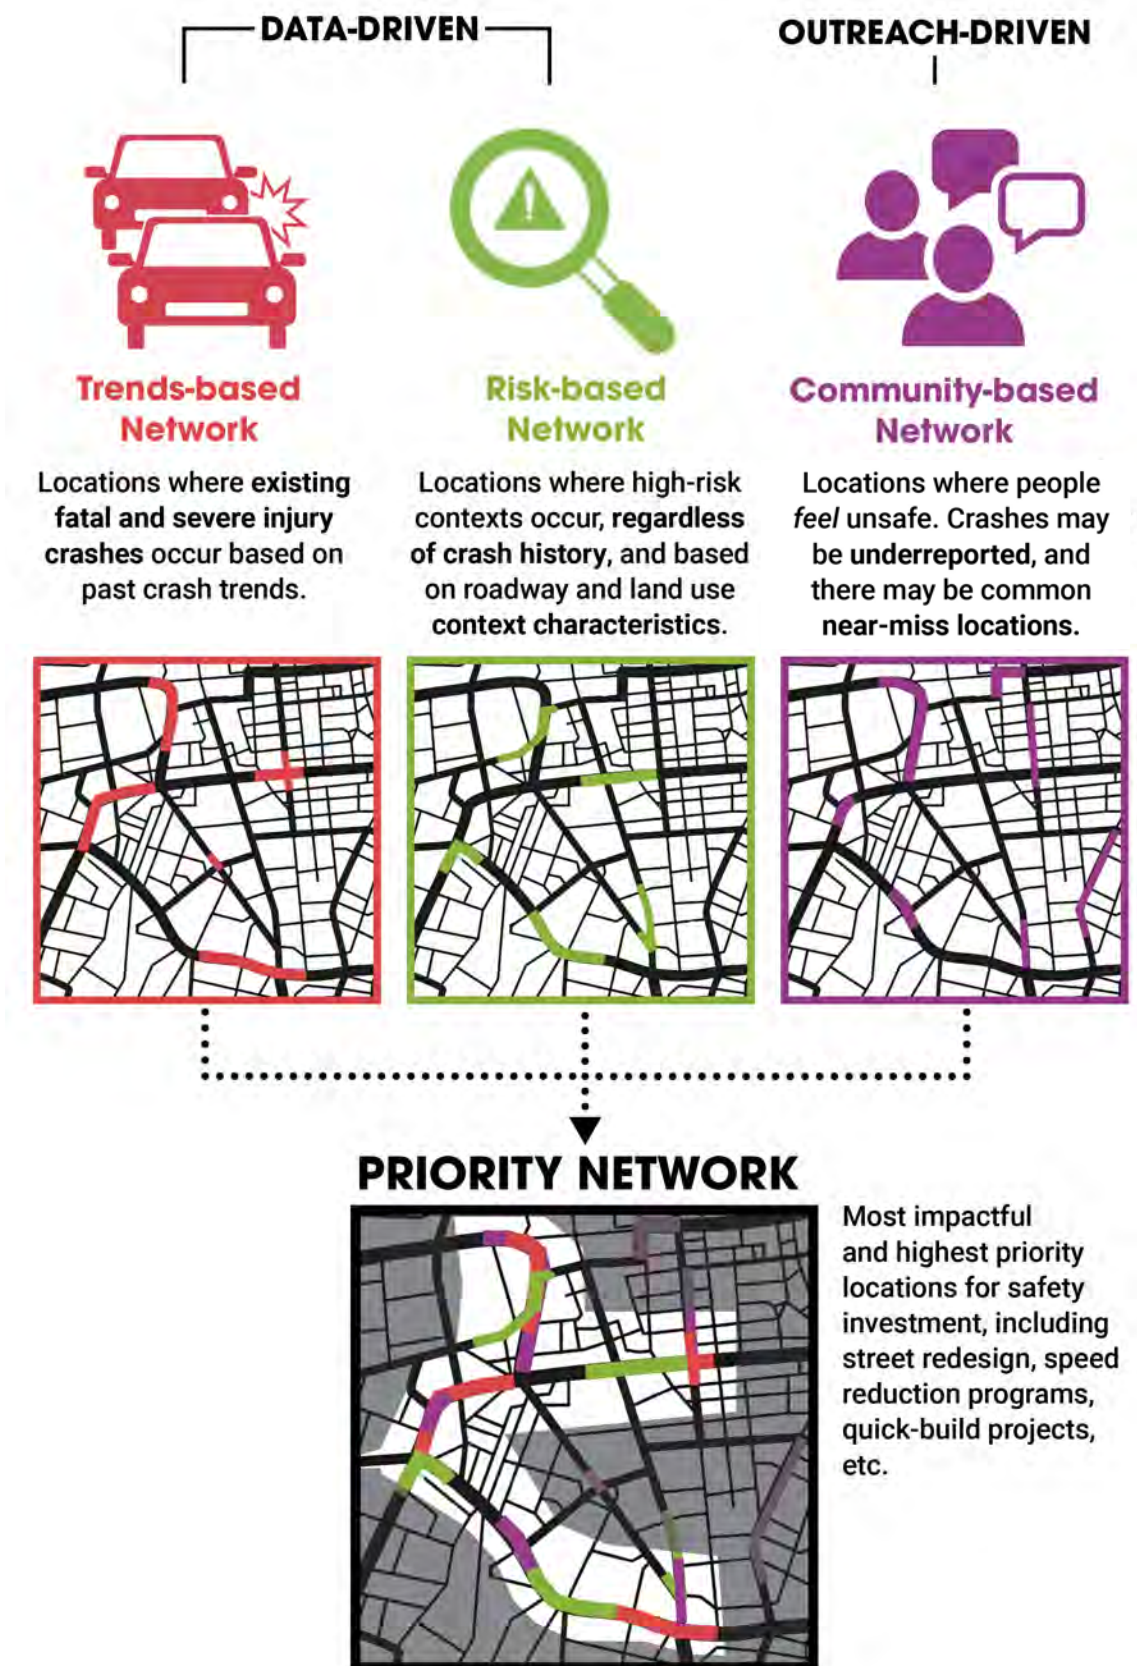 DATA-DRIVEN
OUTREACH-DRIVEN
Trends-based
Network
Locations where existing
fatal and severe injury
crashes occur based on
past crash trends.
Risk-based
Network
Locations where high-risk
contexts occur, regardless
of crash history, and based
on roadway and land use
context characteristics.
Community-based
Network
Locations where people
feel unsafe. Crashes may
be underreported, and
there may be common
near-miss locations.
PRIORITY NETWORK
Most impactful
and highest priority
locations for safety
investment, including
street redesign, speed
reduction programs,
quick-build projects,
etc.